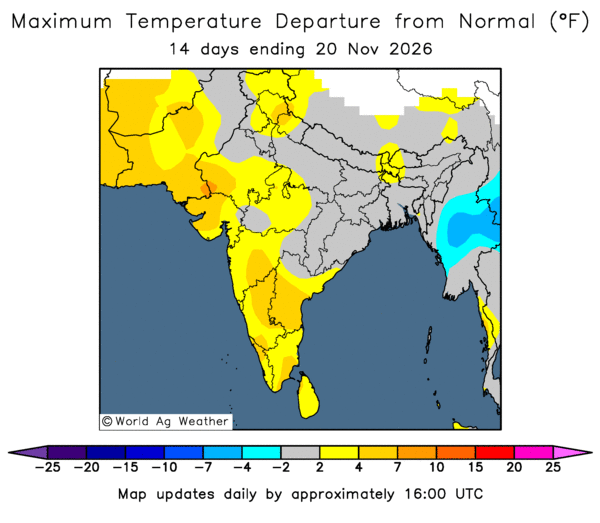 Maximum Temperature Departure from Normal (°F)
14 days ending 20 Nov 2026
©World Ag Weather
-25 -20 -15 -10 -7 -4 -2 2 4 7 10 15 20 25
Map updates daily by approximately 16:00 UTC